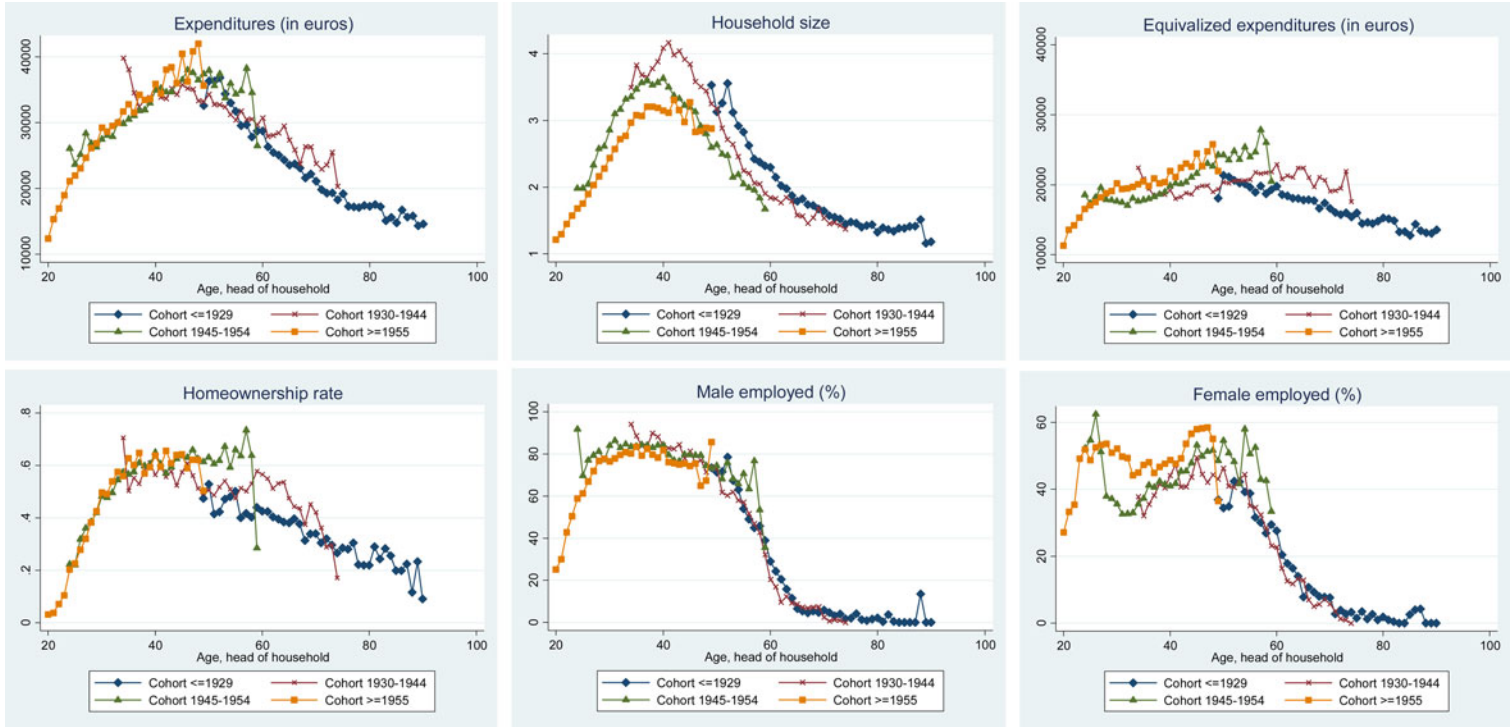 Expenditures (in euros)
40000
30000
20000
10000
20 40 60 80 100
Age, head of household
Cohort <=1929 Cohort 1930-1944
Cohort 1945-1954 Cohort >=1955
Household size
4
3
2
1
20 40 60 80 100
Age, head of household
Cohort <=1929 Cohort 1930-1944
Cohort 1945-1954 Cohort >=1955
Equivalized expenditures (in euros)
40000
30000
20000
10000
20 40 60 80 100
Age, head of household
Cohort <=1929 Cohort 1930-1944
Cohort 1945-1954 Cohort >=1955
Homeownership rate
.8
.6
.4
.2
0
20 40 60 80 100
Age, head of household
Cohort <=1929 Cohort 1930-1944
Cohort 1945-1954 Cohort >=1955
Male employed (%)
100
80
60
40
20
0
20 40 60 80 100
Age, head of household
Cohort <=1929 Cohort 1930-1944
Cohort 1945-1954 Cohort >=1955
Female employed (%)
60
40
20
0
20 40 60 80 100
Age, head of household
Cohort <=1929 Cohort 1930-1944
Cohort 1945-1954 Cohort >=1955